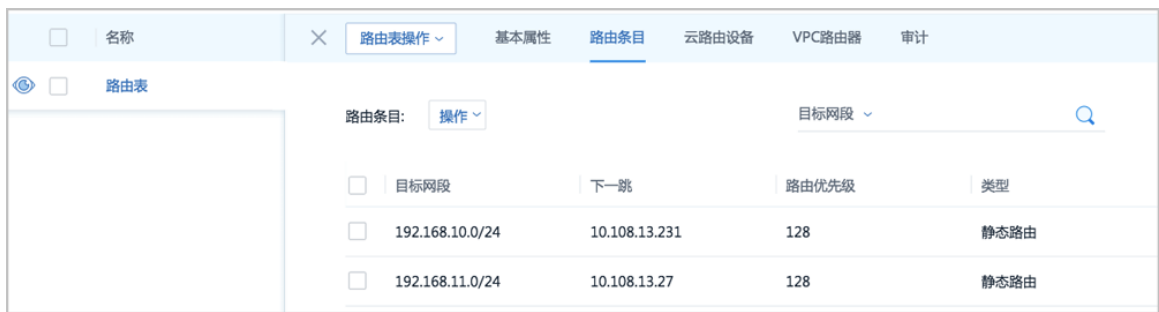 名称
路由表操作 基本属性 路由条目 云路由设备 VPC路由器 审计
路由表
路由条目: 操作 目标网段
目标网段 下一跳 路由优先级 类型
192.168.10.0/24 10.108.13.231 128 静态路由
192.168.11.0/24 10.108.13.27 128 静态路由